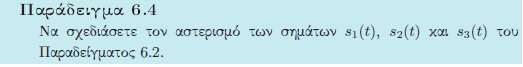 Παράδειγμα 6.4
Να σχεδιάσετε τον αστερισμό των σημάτων s₁(t), s₂(t) και s₃(t) του
Παραδείγματος 6.2.